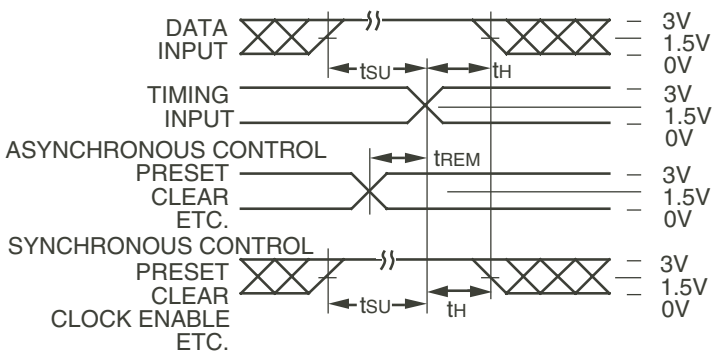 DATA
INPUT
tSU
tH
3V
1.5V
0V
TIMING
INPUT
3V
1.5V
0V
ASYNCHRONOUS CONTROL
PRESET
CLEAR
ETC.
tREM
3V
1.5V
0V
SYNCHRONOUS CONTROL
PRESET
CLEAR
CLOCK ENABLE
ETC.
tSU
tH
3V
1.5V
0V